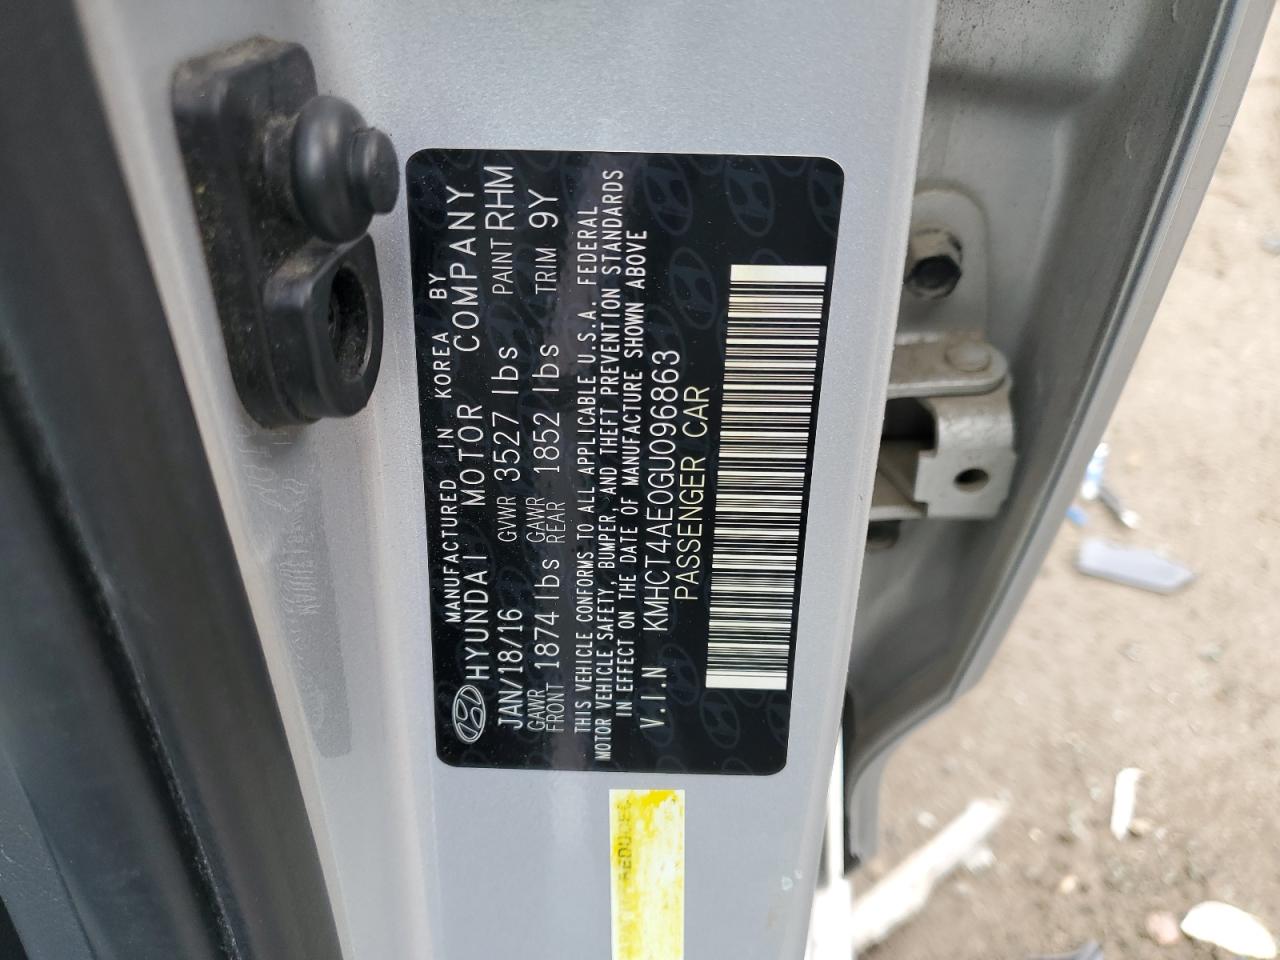 MANUFACTURED IN KOREA BY
HYUNDAI MOTOR COMPANY
JAN/18/16 GVWR 3527 lbs PAINT RHM
GAWR FRONT 1874 lbs GAWR REAR 1852 lbs TRIM 9Y
THIS VEHICLE CONFORMS TO ALL APPLICABLE U.S.A. FEDERAL
MOTOR VEHICLE SAFETY, BUMPER, AND THEFT PREVENTION STANDARDS
IN EFFECT ON THE DATE OF MANUFACTURE SHOWN ABOVE
V.I.N KMHCT4AE0GU096863
PASSENGER CAR